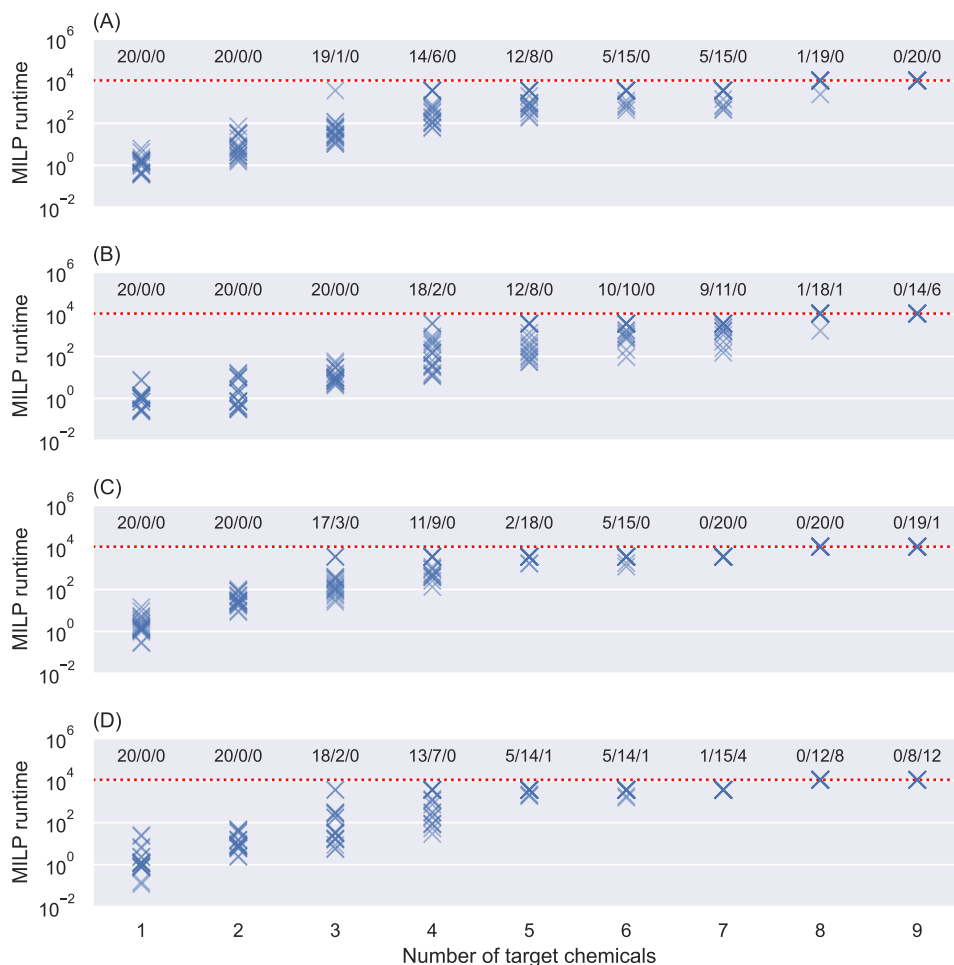 (A)
MILP runtime
10^6
10^4
10^2
10^0
10^−2
20/0/0 20/0/0 19/1/0 14/6/0 12/8/0 5/15/0 5/15/0 1/19/0 0/20/0
(B)
MILP runtime
10^6
10^4
10^2
10^0
10^−2
20/0/0 20/0/0 20/0/0 18/2/0 12/8/0 10/10/0 9/11/0 1/18/1 0/14/6
(C)
MILP runtime
10^6
10^4
10^2
10^0
10^−2
20/0/0 20/0/0 17/3/0 11/9/0 2/18/0 5/15/0 0/20/0 0/20/0 0/19/1
(D)
MILP runtime
10^6
10^4
10^2
10^0
10^−2
20/0/0 20/0/0 18/2/0 13/7/0 5/14/1 5/14/1 1/15/4 0/12/8 0/8/12
1 2 3 4 5 6 7 8 9
Number of target chemicals